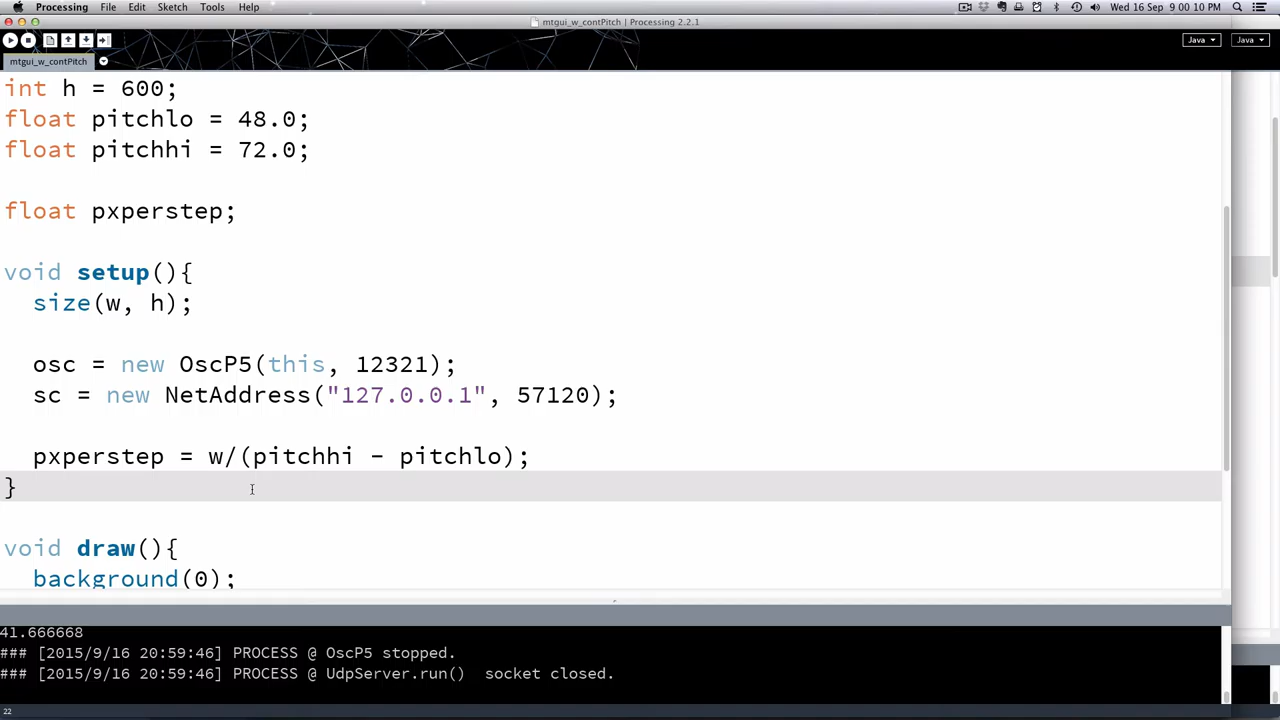 Processing File Edit Sketch Tools Help Wed 16 Sep 9:00:10 PM
mtgui_w_contPitch | Processing 2.2.1
Java Java
mtgui_w_contPitch
int h = 600;
float pitchlo = 48.0;
float pitchhi = 72.0;
float pxperstep;
void setup(){
size(w, h);
osc = new OscP5(this, 12321);
sc = new NetAddress("127.0.0.1", 57120);
pxperstep = w/(pitchhi - pitchlo);
}
void draw(){
background(0);
41.666668
### [2015/9/16 20:59:46] PROCESS @ OscP5 stopped.
### [2015/9/16 20:59:46] PROCESS @ UdpServer.run() socket closed.
22